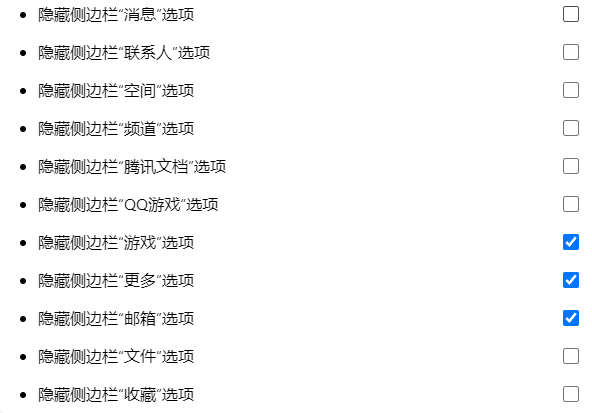 隐藏侧边栏“消息”选项
隐藏侧边栏“联系人”选项
隐藏侧边栏“空间”选项
隐藏侧边栏“频道”选项
隐藏侧边栏“腾讯文档”选项
隐藏侧边栏“QQ游戏”选项
隐藏侧边栏“游戏”选项
隐藏侧边栏“更多”选项
隐藏侧边栏“邮箱”选项
隐藏侧边栏“文件”选项
隐藏侧边栏“收藏”选项